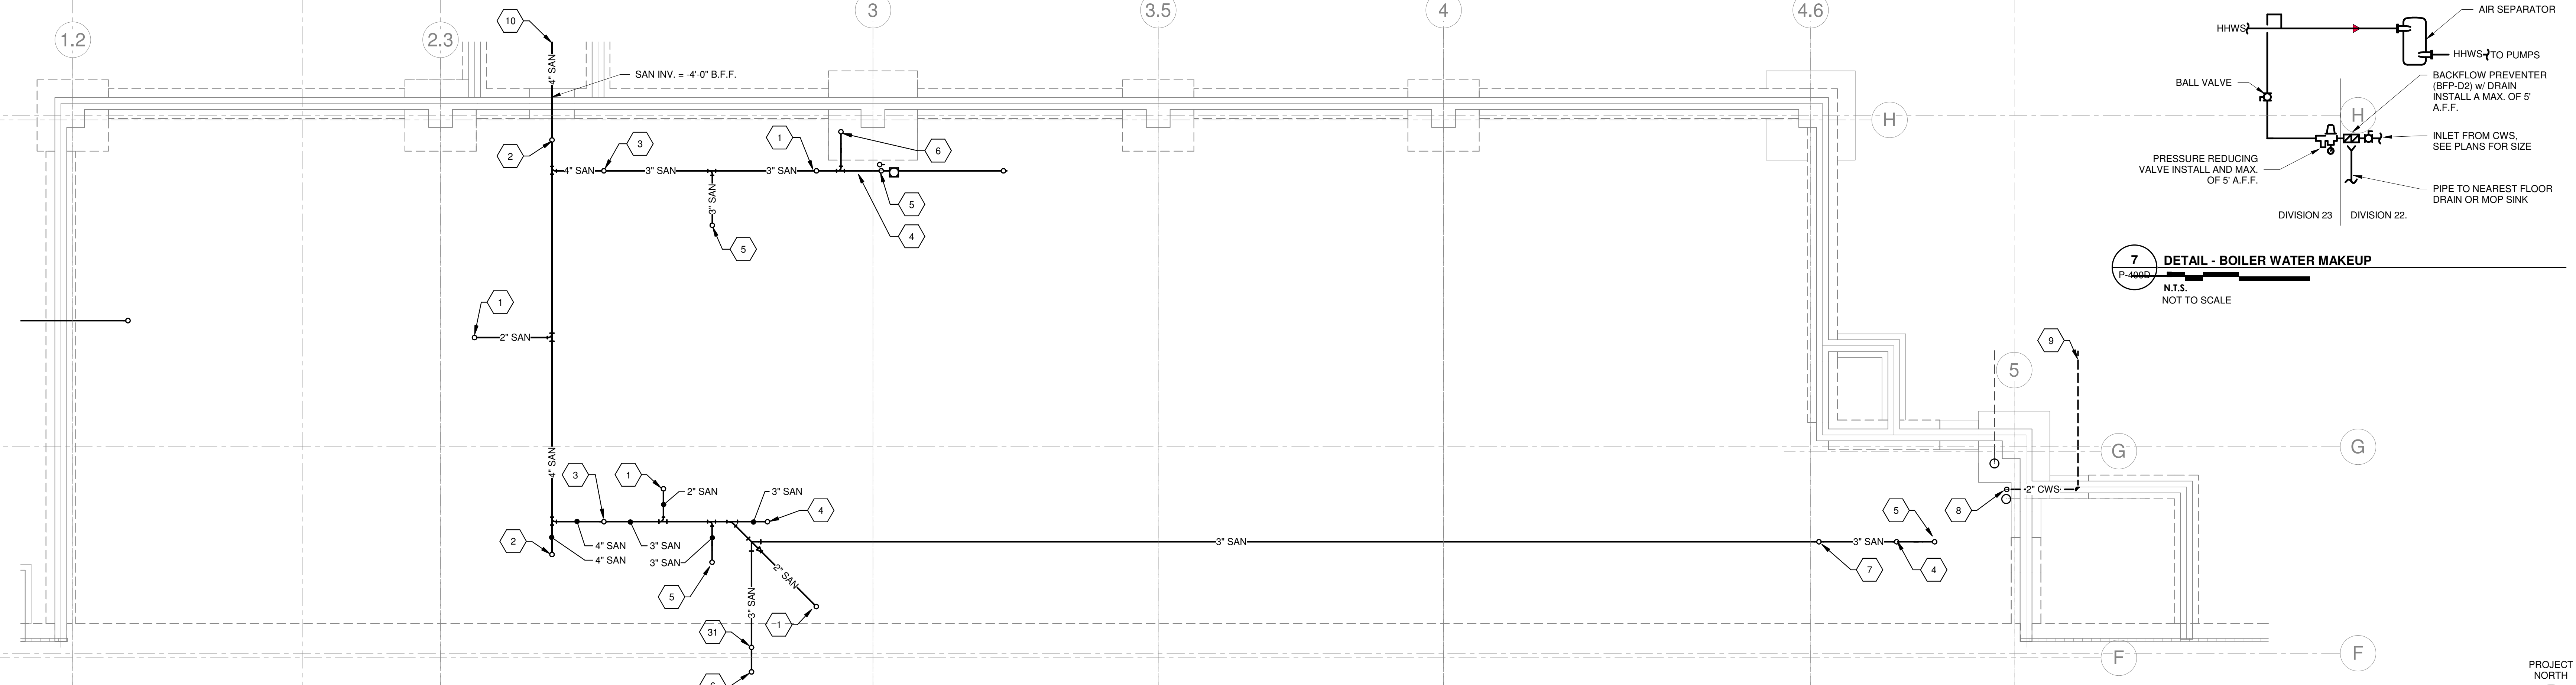 1.2
2.3
3
3.5
4
4.6
10
4" SAN
SAN INV. = -4'-0" B.F.F.
H
2
3
1
6
4" SAN
3" SAN
3" SAN
3" SAN
5
5
4
1
2" SAN
4" SAN
3
1
2" SAN
3" SAN
4
2
4" SAN
3" SAN
4" SAN
3" SAN
5
2" SAN
3" SAN
1
31
3" SAN
3" SAN
7
4
5
8
2" CWS
9
5
G
G
F
F
HHWS
AIR SEPARATOR
HHWS
TO PUMPS
BALL VALVE
BACKFLOW PREVENTER
(BFP-D2) w/ DRAIN
INSTALL A MAX. OF 5'
A.F.F.
H
INLET FROM CWS,
SEE PLANS FOR SIZE
PRESSURE REDUCING
VALVE INSTALL AND MAX.
OF 5' A.F.F.
PIPE TO NEAREST FLOOR
DRAIN OR MOP SINK
DIVISION 23
DIVISION 22.
7
P-400D
DETAIL - BOILER WATER MAKEUP
N.T.S.
NOT TO SCALE
PROJECT
NORTH